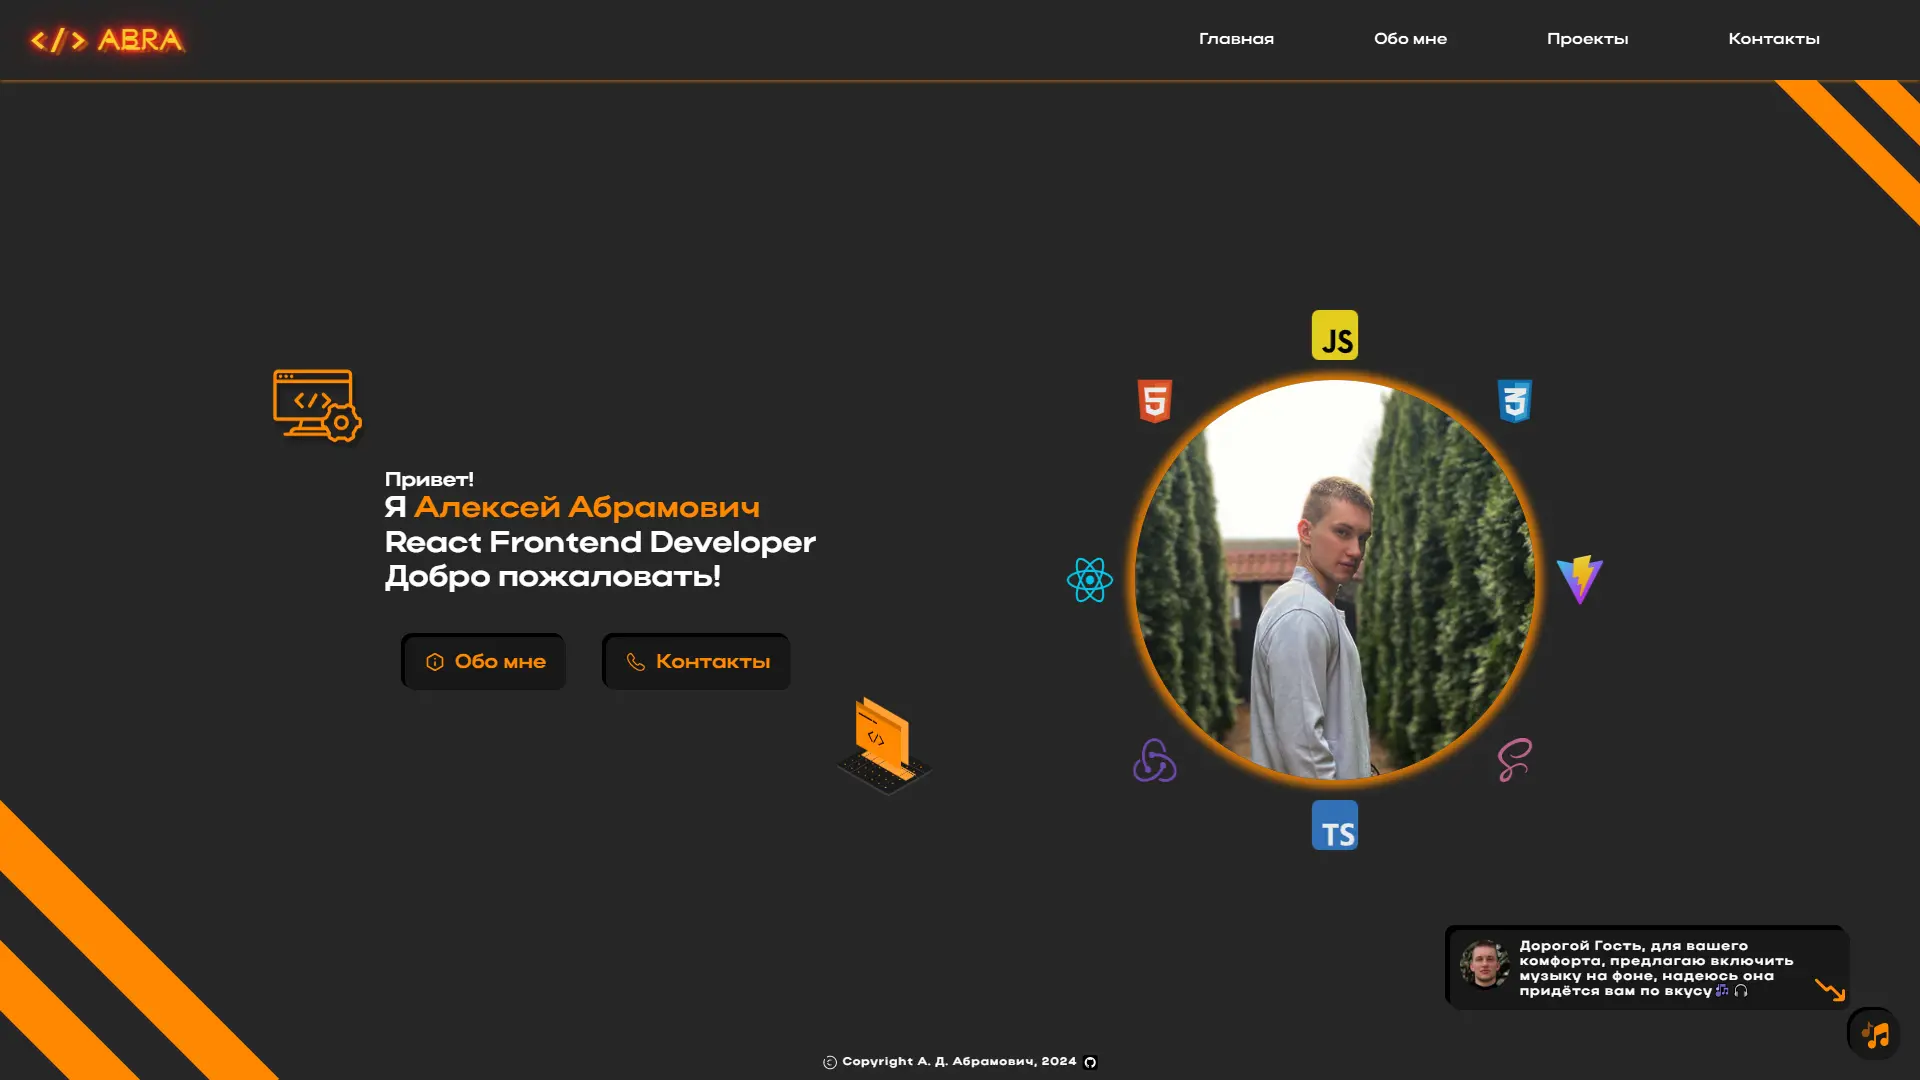 </> ABRA
Главная
Обо мне
Проекты
Контакты
JS
5
3
Привет!
Я Алексей Абрамович
React Frontend Developer
Добро пожаловать!
Обо мне
Контакты
</>
TS
Дорогой Гость, для вашего
комфорта, предлагаю включить
музыку на фоне, надеюсь она
придётся вам по вкусу🎶 🎧
© Copyright А. Д. Абрамович, 2024